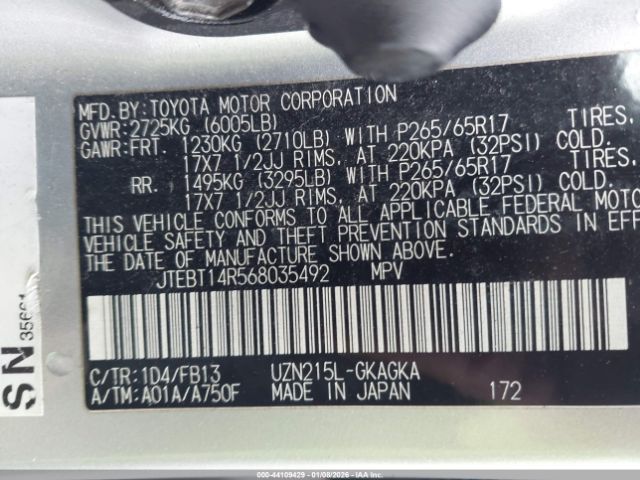 MFD.BY:TOYOTA MOTOR CORPORATION
GVWR:2725KG (6005LB)
GAWR:FRT. 1230KG (2710LB) WITH P265/65R17 TIRES,
17X7 1/2JJ RIMS, AT 220KPA (32PSI) COLD.
RR. 1495KG (3295LB) WITH P265/65R17 TIRES,
17X7 1/2JJ RIMS, AT 220KPA (32PSI) COLD.
THIS VEHICLE CONFORMS TO ALL APPLICABLE FEDERAL MOTO
VEHICLE SAFETY AND THEFT PREVENTION STANDARDS IN EFF
THE DATE OF MANUFACTURE SHOWN ABOVE.
JTEBT14R568035492 MPV
C/TR:1D4/FB13 UZN215L-GKAGKA
A/TM:A01A/A750F MADE IN JAPAN 172
SN 35661
000-44109429 - 01/08/2026 - IAAI.COM